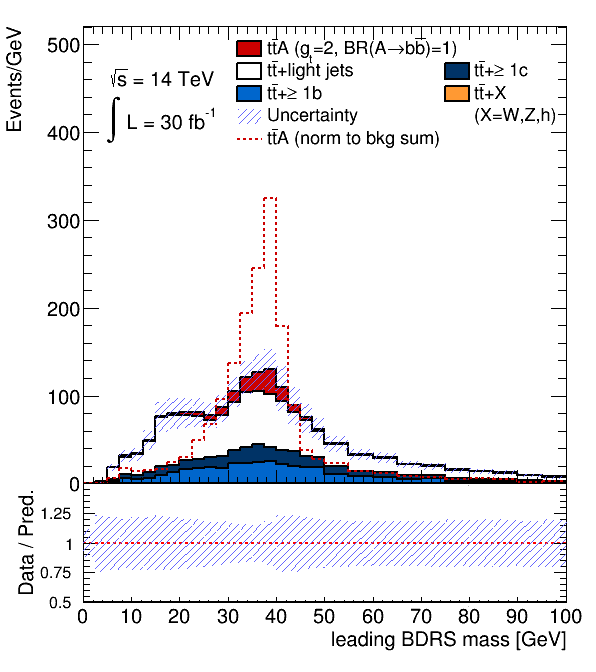 Events/GeV
500
400
300
200
100
0
√s = 14 TeV
∫ L = 30 fb-1
tt̄A (gt=2, BR(A→bb̄)=1)
tt̄+light jets
tt̄+≥ 1c
tt̄+≥ 1b
tt̄+X
Uncertainty
(X=W,Z,h)
tt̄A (norm to bkg sum)
Data / Pred.
1.25
1
0.75
0.5
0 10 20 30 40 50 60 70 80 90 100
leading BDRS mass [GeV]